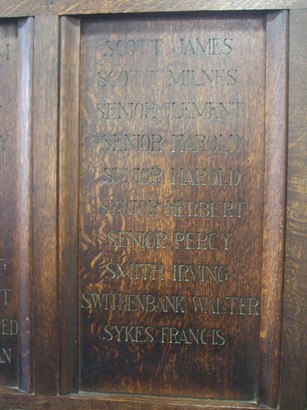 SCOTT JAMES
SCOTT MILNES
SENIOR CLEMENT
SENIOR HAROLD
SENIOR HAROLD
SENIOR HERBERT
SENIOR PERCY
SMITH IRVING
SWITHENBANK WALTER
SYKES FRANCIS